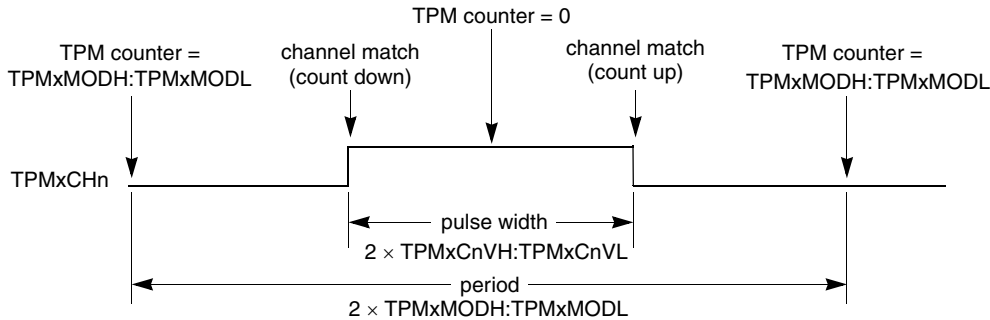 TPM counter = 0
TPM counter =
TPMxMODH:TPMxMODL
channel match
(count down)
channel match
(count up)
TPM counter =
TPMxMODH:TPMxMODL
TPMxCHn
pulse width
2 × TPMxCnVH:TPMxCnVL
period
2 × TPMxMODH:TPMxMODL